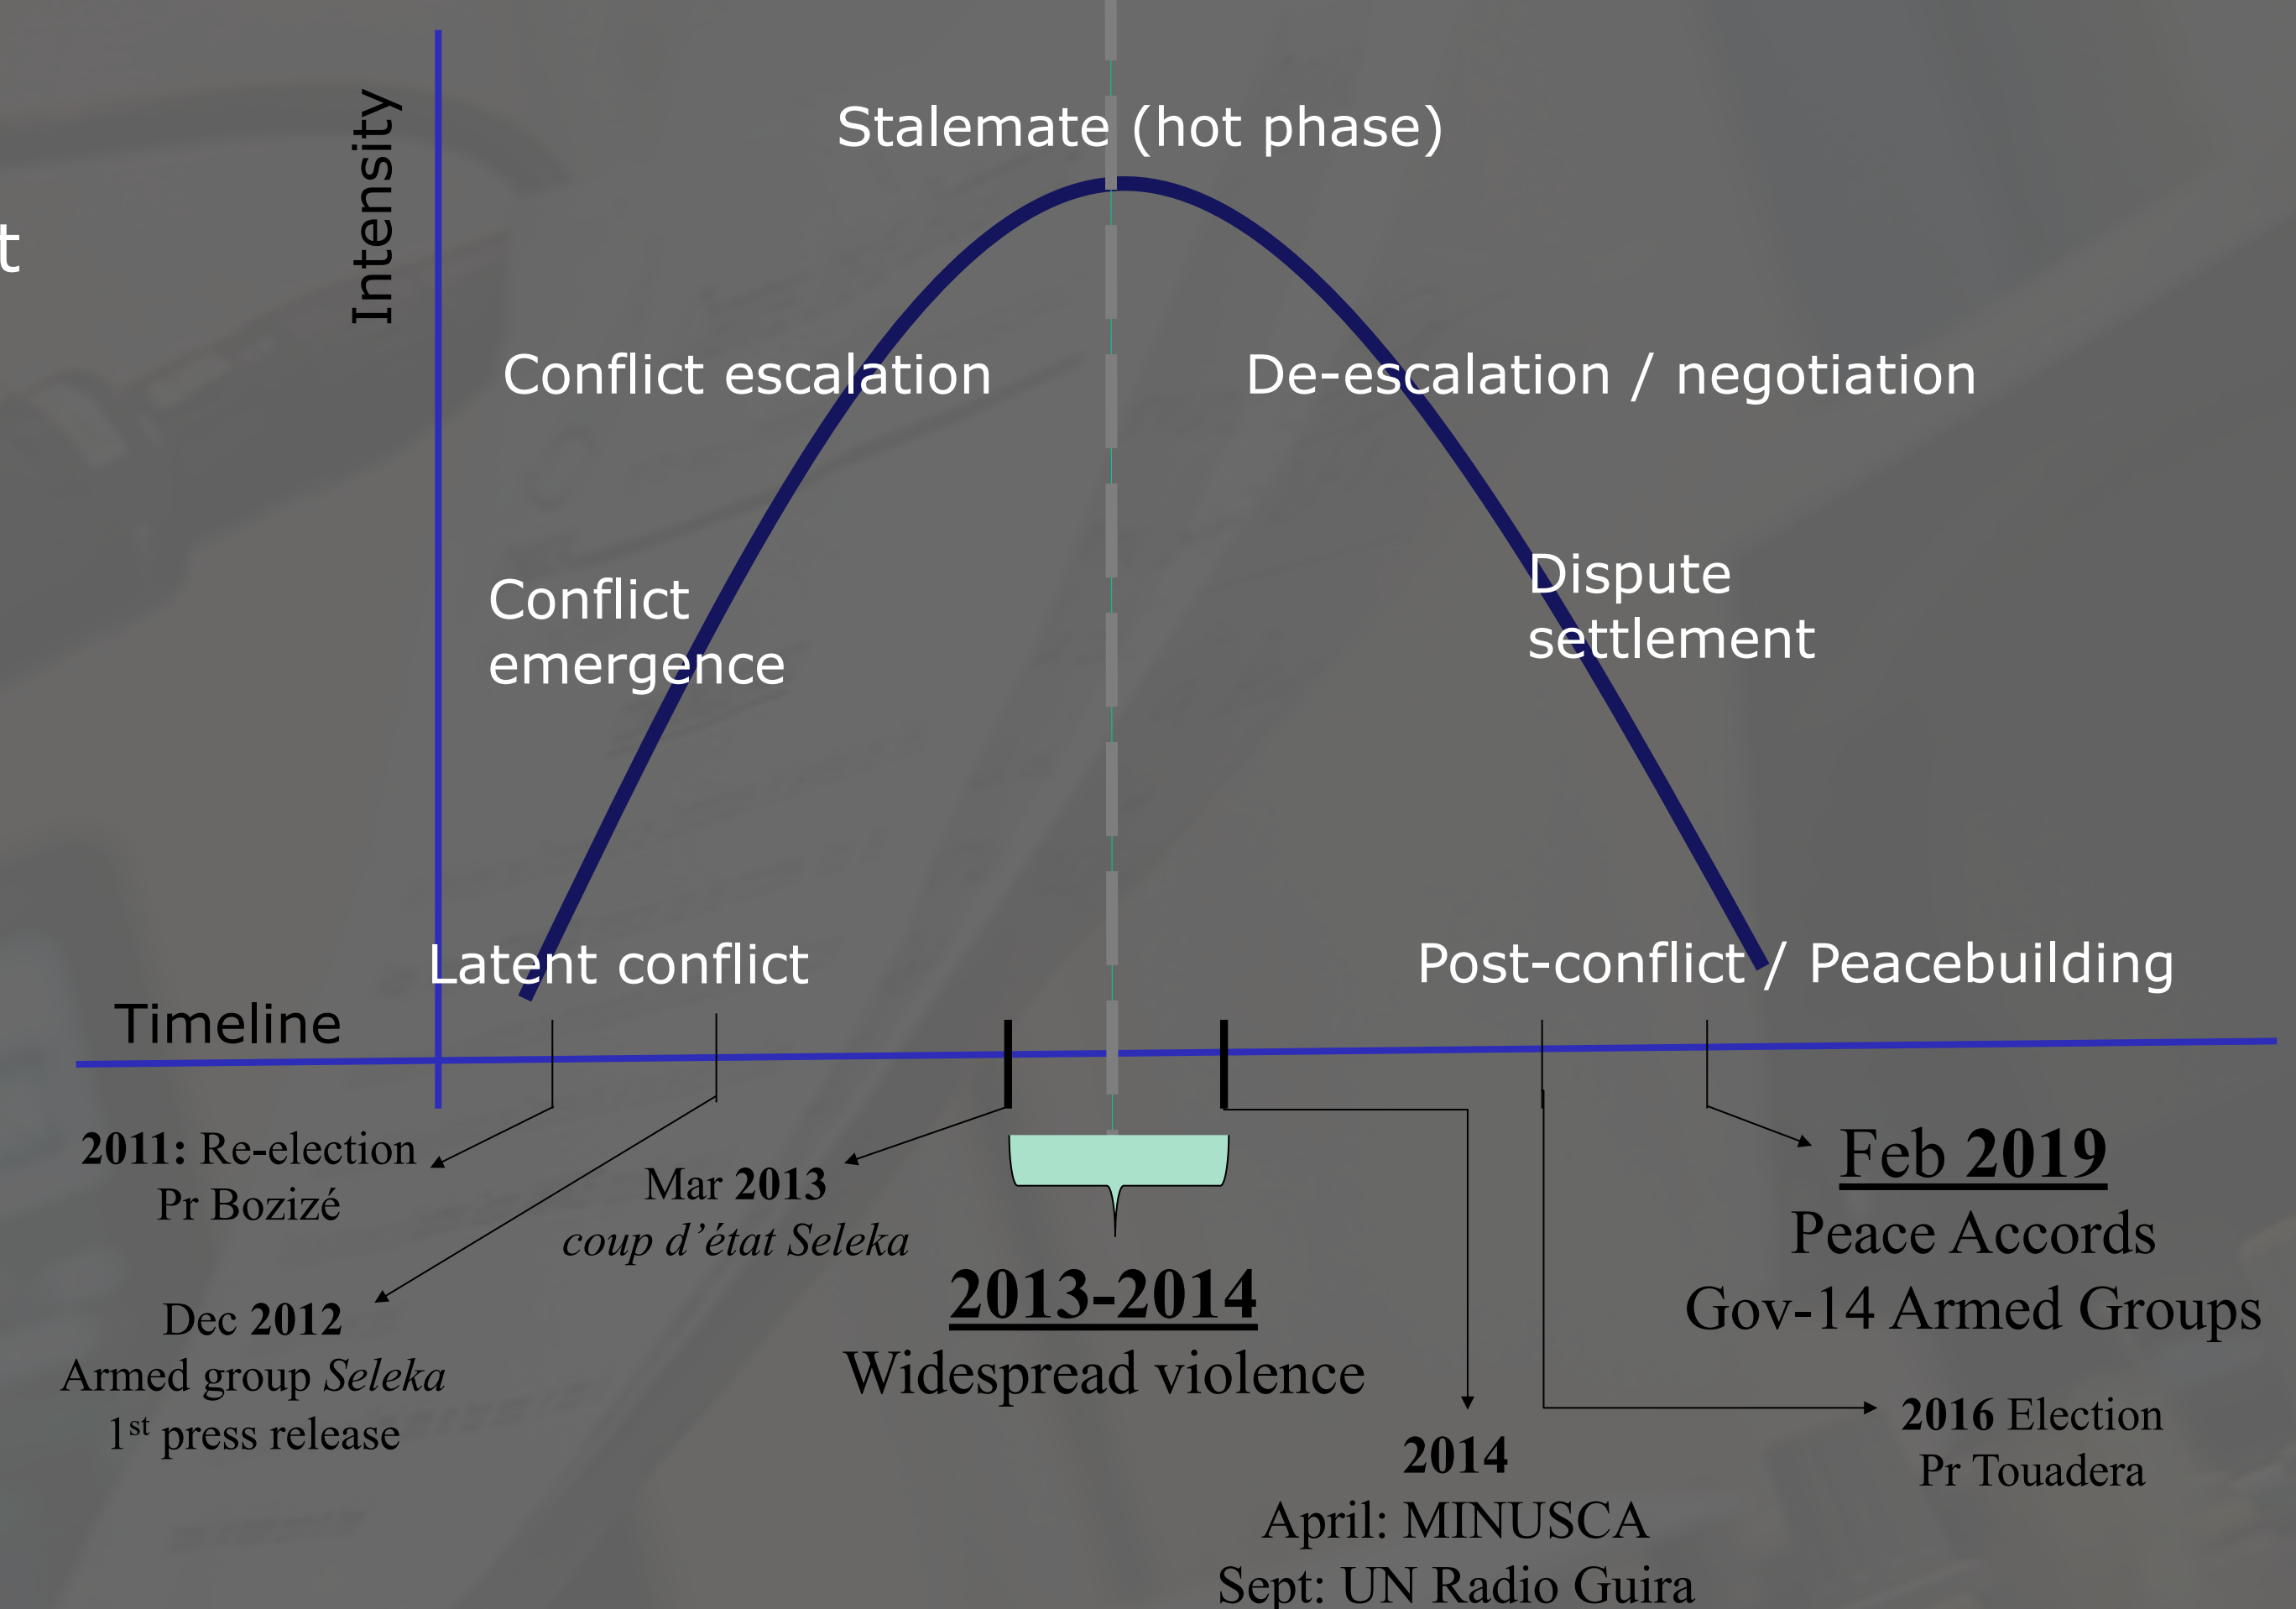 t
Intensity
Stalemate (hot phase)
Conflict escalation
De-escalation / negotiation
Conflict
emergence
Dispute
settlement
Latent conflict
Post-conflict / Peacebuilding
Timeline
2011: Re-election
Pr Bozizé
Dec 2012
Armed group Seleka
1st press release
Mar 2013
coup d’état Seleka
2013-2014
Widespread violence
2014
April: MINUSCA
Sept: UN Radio Guira
Feb 2019
Peace Accords
Gov-14 Armed Groups
2016 Election
Pr Touadera